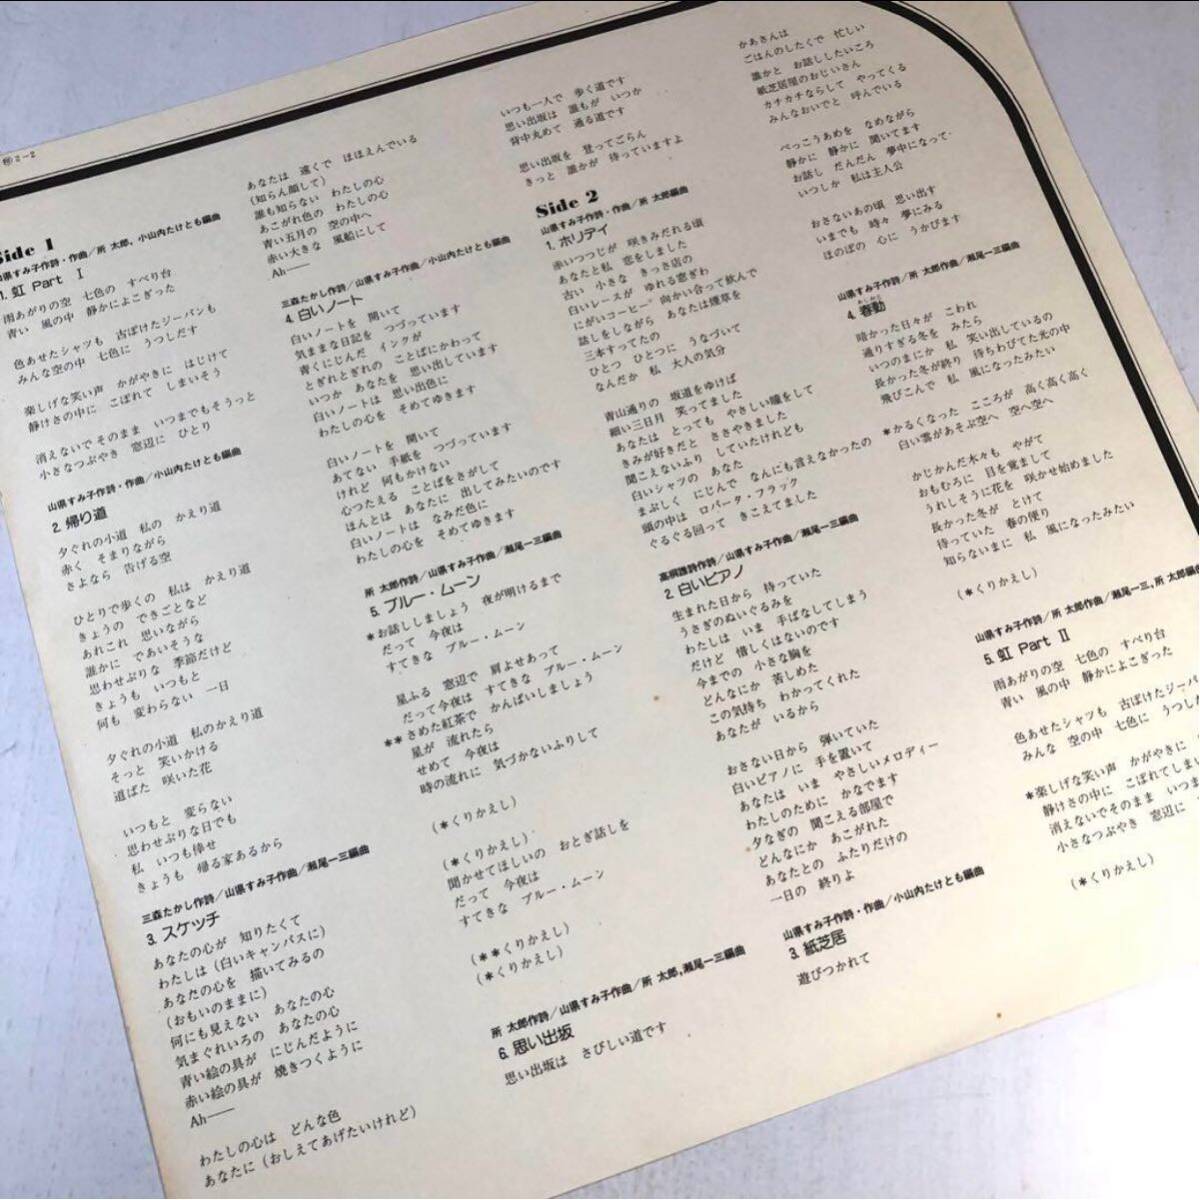 ㊞2-2
Side 1
山県すみ子作詩・作曲／所 太郎，小山内たけとも編曲
1. 虹 Part Ⅰ
雨あがりの空 七色の すべり台
青い 風の中 静かによこぎった
色あせたシャツも 古ぼけたジーパンも
みんな空の中 七色に うつしだす
楽しげな笑い声 かがやきに はじけて
静けさの中に こぼれて しまいそう
消えないで そのまま いつまでもそうっと
小さなつぶやき 窓辺に ひとり
山県すみ子作詩・作曲／小山内たけとも編曲
2. 帰り道
夕ぐれの小道 私の かえり道
赤く そまりながら
さよなら 告げる空
ひとりで歩くの 私は かえり道
きょうの できごとなど
あれこれ 思いながら
誰かに であいそうな
思わせぶりな 季節だけど
きょうも いつもと
何も 変わらない 一日
夕ぐれの小道 私のかえり道
そっと 笑いかける
道ばた 咲いた花
いつもと 変らない
思わせぶりな日でも
私 いつも倖せ
きょうも 帰る家あるから
三森たかし作詩／山県すみ子作曲／瀬尾一三編曲
3. スケッチ
あなたの心が 知りたくて
わたしは（白いキャンバスに）
あなたの心を 描いてみるの
（おもいのままに）
何にも見えない あなたの心
気まぐれいろの あなたの心
青い絵の具が にじんだように
赤い絵の具が 焼きつくように
Ah——
わたしの心は どんな色
あなたに（おしえてあげたいけれど）
あなたは 遠くで ほほえんでいる
（知らん顔して）
誰も知らない わたしの心
あこがれ色の わたしの心
青い五月の 空の中へ
赤い大きな 風船にして
Ah——
三森たかし作詩／山県すみ子作曲／小山内たけとも編曲
4. 白いノート
白いノートを 開いて
気ままな日記を つづっています
青くにじんだ インクが
とぎれとぎれの ことばにかわって
いつか あなたを 思い出しています
白いノートは 思い出色に
わたしの心を そめてゆきます
白いノートを 開いて
あてない 手紙を つづっています
けれど 何もかけない
心つたえる ことばをさがして
ほんとは あなたに 出してみたいのです
白いノートは なみだ色に
わたしの心を そめてゆきます
所 太郎作詩／山県すみ子作曲／瀬尾一三編曲
5. ブルー・ムーン
＊お話ししましょう 夜が明けるまで
だって 今夜は
すてきな ブルー・ムーン
星ふる 窓辺で 肩よせあって
だって今夜は すてきな ブルー・ムーン
＊＊さめた紅茶で かんぱいしましょう
星が 流れたら
せめて 今夜は
時の流れに 気づかないふりして
（＊くりかえし）
（＊くりかえし）
聞かせてほしいの おとぎ話しを
だって 今夜は
すてきな ブルー・ムーン
（＊＊くりかえし）
（＊くりかえし）
所 太郎作詩／山県すみ子作曲／所 太郎，瀬尾一三編曲
6. 思い出坂
思い出坂は さびしい道です
いつも一人で 歩く道です
思い出坂は 誰もが いつか
背中丸めて 通る道です
思い出坂を 登ってごらん
きっと 誰かが 待っていますよ
Side 2
山県すみ子作詩・作曲／所 太郎編曲
1. ホリデイ
赤いつつじが 咲きみだれる頃
あなたと私 恋をしました
古い 小さな きっさ店の
白いレースが ゆれる窓ぎわ
にがいコーヒー 向かい合って飲んで
話しをしながら あなたは煙草を
三本すってたの
ひとつ ひとつに うなづいて
なんだか 私 大人の気分
青山通りの 坂道をゆけば
細い三日月 笑ってました
あなたは とっても やさしい瞳をして
きみが好きだと ささやきました
聞こえないふり していたけれども
白いシャツの あなた
まぶしく にじんで なんにも言えなかったの
頭の中は ロバータ・フラック
ぐるぐる回って きこえてました
高桐護詩作詩／山県すみ子作曲／瀬尾一三編曲
2. 白いピアノ
生まれた日から 持っていた
うさぎのぬいぐるみを
わたしは いま 手ばなしてしまう
だけど 惜しくはないのです
今までの 小さな胸を
どんなにか 苦しめた
この気持ち わかってくれた
あなたが いるから
おさない日から 弾いていた
白いピアノに 手を置いて
あなたは いま やさしいメロディー
わたしのために かなでます
夕なぎの 聞こえる部屋で
どんなにか あこがれた
あなたとの ふたりだけの
一日の 終りよ
山県すみ子作詩・作曲／小山内たけとも編曲
3. 紙芝居
遊びつかれて
かあさんは
ごはんのしたくで 忙しい
誰かと お話ししたいころ
紙芝居屋のおじいさん
カチカチならして やってくる
みんなおいでと 呼んでいる
べっこうあめを なめながら
静かに 静かに 聞いてます
お話し だんだん 夢中になって
いつしか 私は主人公
おさないあの頃 思い出す
いまでも 時々 夢にみる
ほのぼの 心に うかびます
山県すみ子作詩／所 太郎作曲／瀬尾一三編曲
4. 春動
暗かった日々が こわれ
過りすぎる冬を みたら
いつのまにか 私 笑い出しているの
長かった冬が終り 待ちわびてた光の中
飛びこんで 私 風になったみたい
＊かるくなった こころが 高く高く高く
白い雲があそぶ空へ 空へ空へ
かじかんだ木々も やがて
おもむろに 目を覚まして
うれしそうに花を 咲かせ始めました
長かった冬が とけて
待っていた 春の便り
知らないまに 私 風になったみたい
（＊くりかえし）
山県すみ子作詩／所 太郎作曲／瀬尾一三，所 太郎編曲
5. 虹 Part Ⅱ
雨あがりの空 七色の すべり台
青い 風の中 静かによこぎった
色あせたシャツも 古ぼけたジーパン
みんな 空の中 七色に うつし
＊楽しげな笑い声 かがやきに
静けさの中に こぼれてしまい
消えないでそのまま いつま
小さなつぶやき 窓辺に
（＊くりかえし）